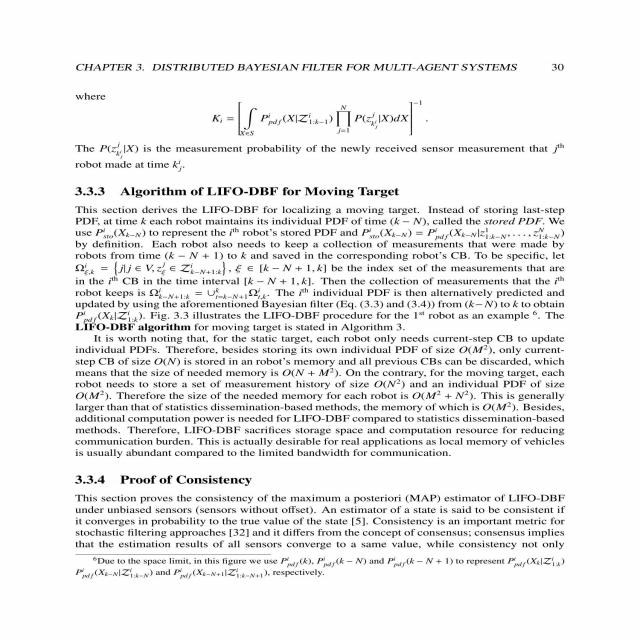 CHAPTER 3. DISTRIBUTED BAYESIAN FILTER FOR MULTI-AGENT SYSTEMS 30
where
K_i = [ ∫_{X∈S} P^i_{pdf}(X|Z^i_{1:k−1}) ∏_{j=1}^{N} P(z^j_{k^i_j}|X)dX ]^{−1}.
The P(z^j_{k^i_j}|X) is the measurement probability of the newly received sensor measurement that j^th
robot made at time k^i_j.
3.3.3 Algorithm of LIFO-DBF for Moving Target
This section derives the LIFO-DBF for localizing a moving target. Instead of storing last-step
PDF, at time k each robot maintains its individual PDF of time (k − N), called the stored PDF. We
use P^i_{sto}(X_{k−N}) to represent the i^th robot's stored PDF and P^i_{sto}(X_{k−N}) = P^i_{pdf}(X_{k−N}|z^1_{1:k−N}, . . . , z^N_{1:k−N})
by definition. Each robot also needs to keep a collection of measurements that were made by
robots from time (k − N + 1) to k and saved in the corresponding robot's CB. To be specific, let
Ω^i_{ξ,k} = {j|j ∈ V, z^j_ξ ∈ Z^i_{k−N+1:k}}, ξ ∈ [k − N + 1, k] be the index set of the measurements that are
in the i^th CB in the time interval [k − N + 1, k]. Then the collection of measurements that the i^th
robot keeps is Ω^i_{k−N+1:k} = ∪^k_{t=k−N+1}Ω^i_{t,k}. The i^th individual PDF is then alternatively predicted and
updated by using the aforementioned Bayesian filter (Eq. (3.3) and (3.4)) from (k−N) to k to obtain
P^i_{pdf}(X_k|Z^i_{1:k}). Fig. 3.3 illustrates the LIFO-DBF procedure for the 1^st robot as an example ^6. The
LIFO-DBF algorithm for moving target is stated in Algorithm 3.
It is worth noting that, for the static target, each robot only needs current-step CB to update
individual PDFs. Therefore, besides storing its own individual PDF of size O(M^2), only current-
step CB of size O(N) is stored in an robot's memory and all previous CBs can be discarded, which
means that the size of needed memory is O(N + M^2). On the contrary, for the moving target, each
robot needs to store a set of measurement history of size O(N^2) and an individual PDF of size
O(M^2). Therefore the size of the needed memory for each robot is O(M^2 + N^2). This is generally
larger than that of statistics dissemination-based methods, the memory of which is O(M^2). Besides,
additional computation power is needed for LIFO-DBF compared to statistics dissemination-based
methods. Therefore, LIFO-DBF sacrifices storage space and computation resource for reducing
communication burden. This is actually desirable for real applications as local memory of vehicles
is usually abundant compared to the limited bandwidth for communication.
3.3.4 Proof of Consistency
This section proves the consistency of the maximum a posteriori (MAP) estimator of LIFO-DBF
under unbiased sensors (sensors without offset). An estimator of a state is said to be consistent if
it converges in probability to the true value of the state [5]. Consistency is an important metric for
stochastic filtering approaches [32] and it differs from the concept of consensus; consensus implies
that the estimation results of all sensors converge to a same value, while consistency not only
^6Due to the space limit, in this figure we use P^i_{pdf}(k), P^i_{pdf}(k − N) and P^i_{pdf}(k − N + 1) to represent P^i_{pdf}(X_k|Z^i_{1:k})
P^i_{pdf}(X_{k−N}|Z^i_{1:k−N}) and P^i_{pdf}(X_{k−N+1}|Z^i_{1:k−N+1}), respectively.